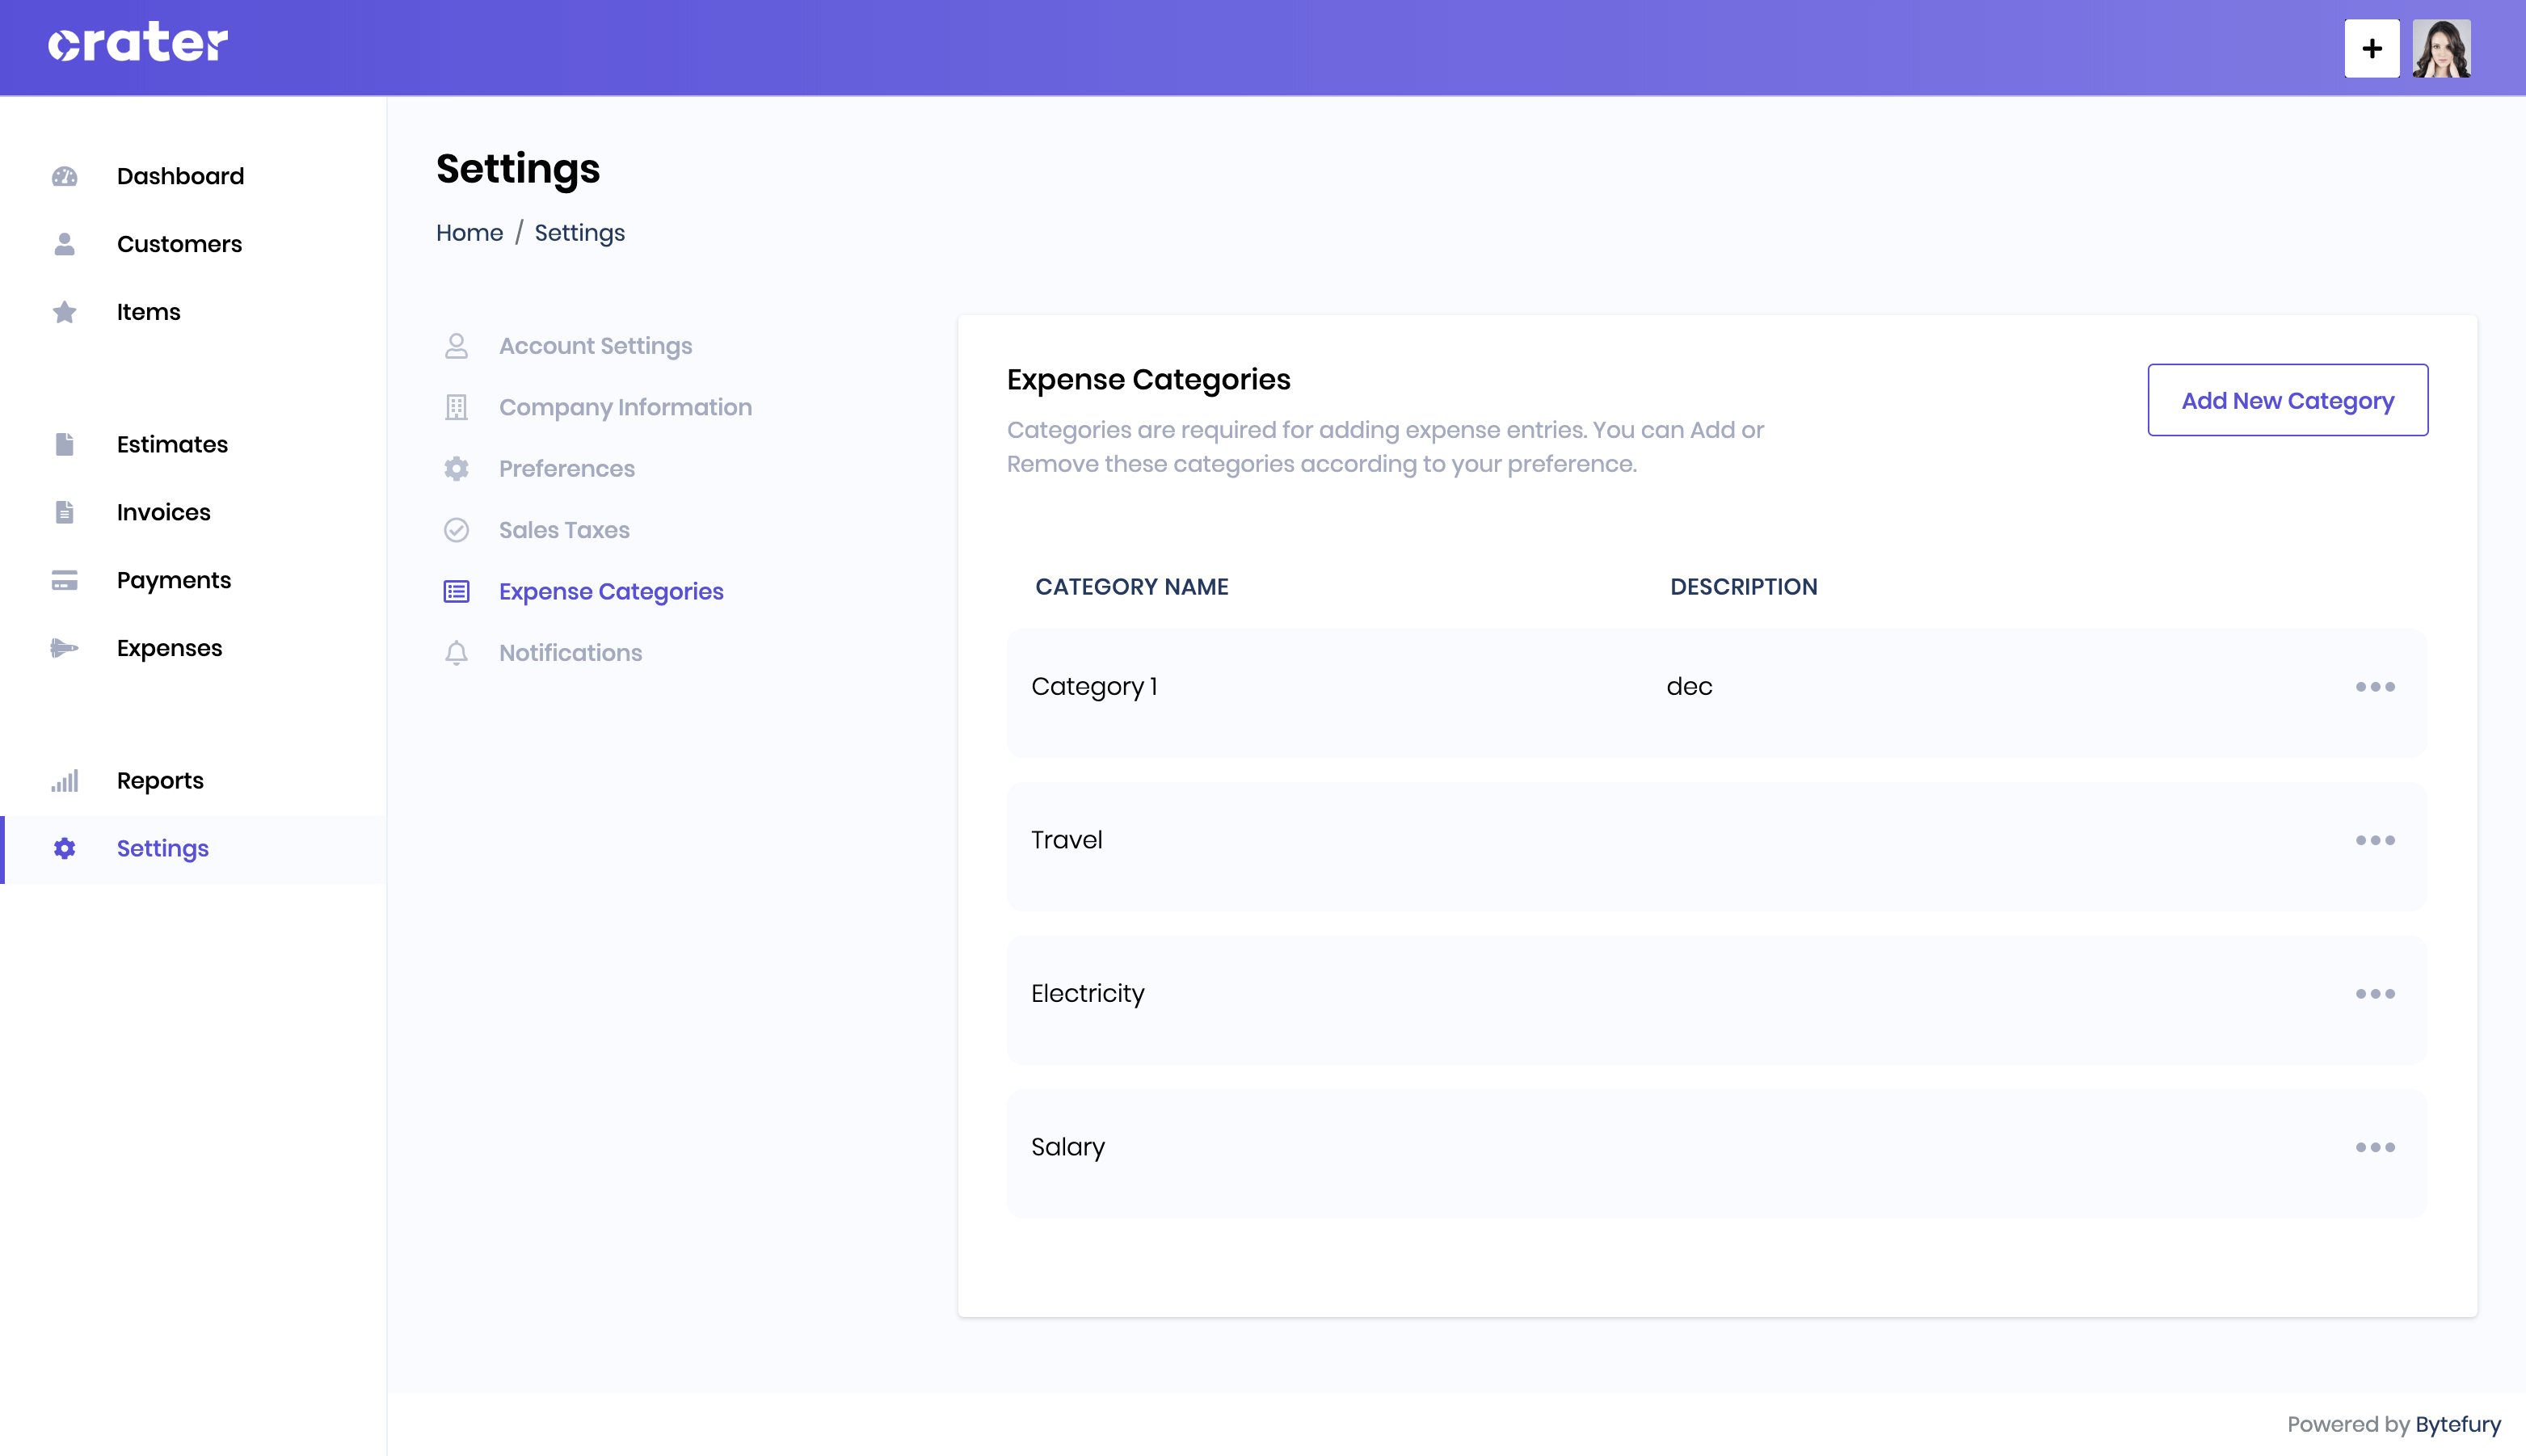 crater
Dashboard
Customers
Items
Estimates
Invoices
Payments
Expenses
Reports
Settings
Settings
Home / Settings
Account Settings
Company Information
Preferences
Sales Taxes
Expense Categories
Notifications
Expense Categories
Categories are required for adding expense entries. You can Add or
Remove these categories according to your preference.
Add New Category
CATEGORY NAME DESCRIPTION
Category 1 dec
Travel
Electricity
Salary
Powered by Bytefury